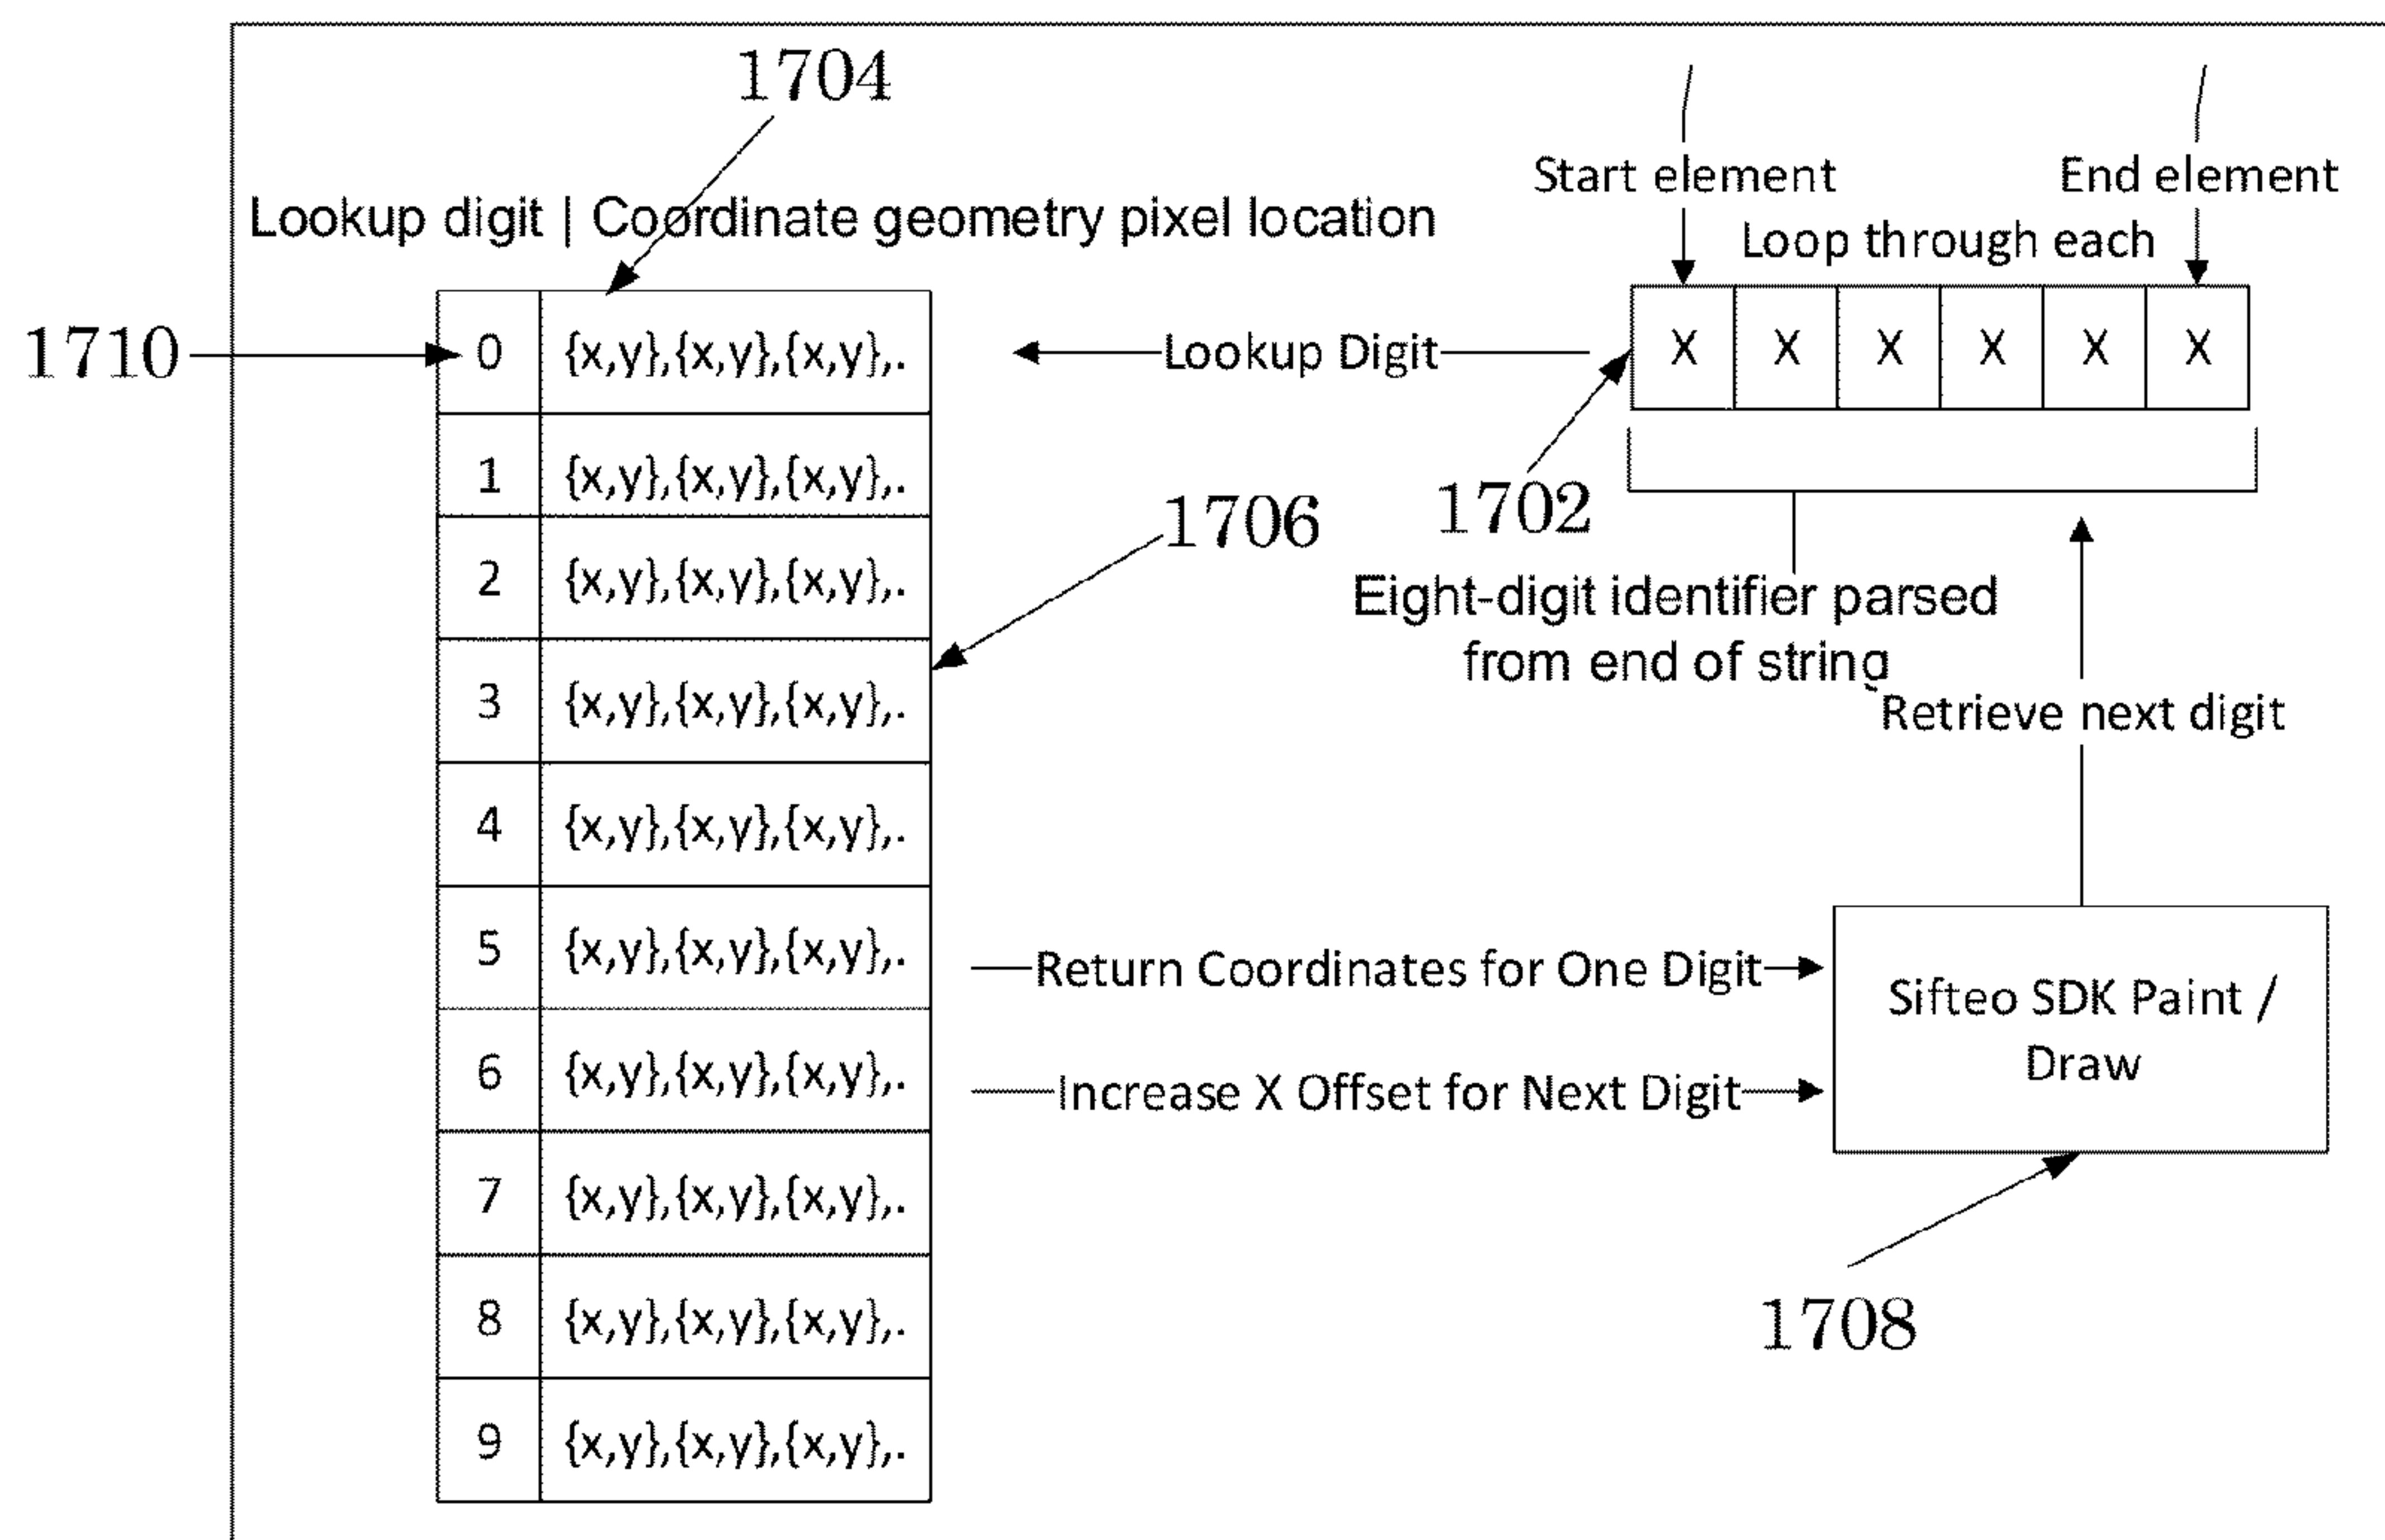 1704
Start element
End element
Lookup digit | Coordinate geometry pixel location
Loop through each
1710
0 {x,y},{x,y},{x,y},.
Lookup Digit
X X X X X X
1 {x,y},{x,y},{x,y},.
1706
1702
2 {x,y},{x,y},{x,y},.
Eight-digit identifier parsed
from end of string
3 {x,y},{x,y},{x,y},.
Retrieve next digit
4 {x,y},{x,y},{x,y},.
5 {x,y},{x,y},{x,y},.
Return Coordinates for One Digit
Sifteo SDK Paint /
Draw
6 {x,y},{x,y},{x,y},.
Increase X Offset for Next Digit
7 {x,y},{x,y},{x,y},.
8 {x,y},{x,y},{x,y},.
1708
9 {x,y},{x,y},{x,y},.